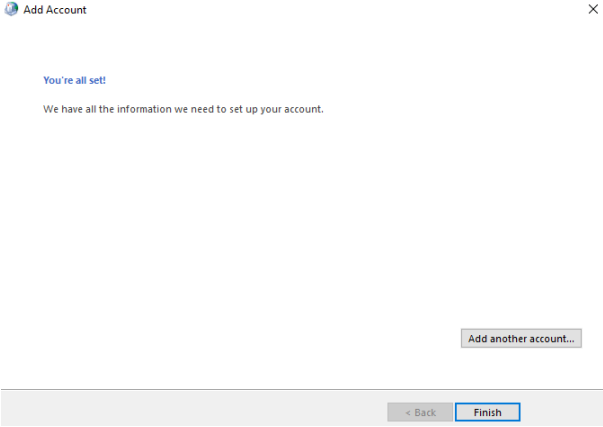 Add Account
You're all set!
We have all the information we need to set up your account.
Add another account...
< Back
Finish